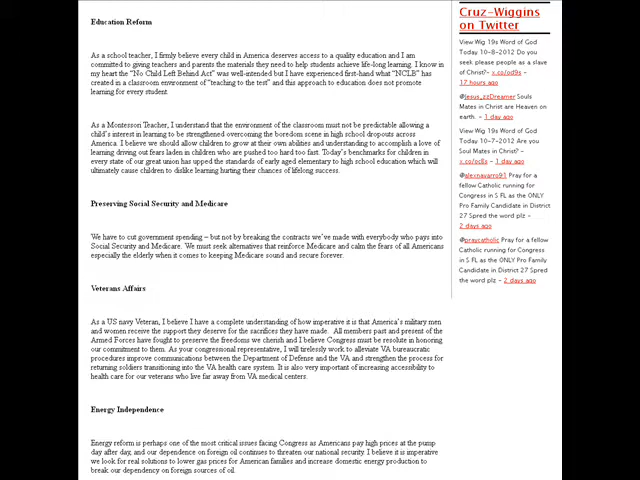 Education Reform
As a school teacher, I firmly believe every child in America deserves access to a quality education and I am
committed to giving teachers and parents the materials they need to help students achieve life-long learning. I know in
my heart the "No Child Left Behind Act" was well-intended but I have experienced first-hand what "NCLB" has
created in a classroom environment of "teaching to the test" and this approach to education does not promote
learning for every student.
As a Montessori Teacher, I understand that the environment of the classroom must not be predictable allowing a
child's interest in learning to be strengthened overcoming the boredom scene in high school dropouts across
America. I believe we should allow children to grow at their own abilities and understanding to accomplish a love of
learning driving out fears laden in children who are pushed too hard too fast. Today's benchmarks for children in
every state of our great union has upped the standards of early aged elementary to high school education which will
ultimately cause children to dislike learning hurting their chances of lifelong success.
Preserving Social Security and Medicare
We have to cut government spending – but not by breaking the contracts we've made with everybody who pays into
Social Security and Medicare. We must seek alternatives that reinforce Medicare and calm the fears of all Americans
especially the elderly when it comes to keeping Medicare sound and secure forever.
Veterans Affairs
As a US navy Veteran, I believe I have a complete understanding of how imperative it is that America's military men
and women receive the support they deserve for the sacrifices they have made. All members past and present of the
Armed Forces have fought to preserve the freedoms we cherish and I believe Congress must be resolute in honoring
our commitment to them. As your congressional representative, I will tirelessly work to alleviate VA bureaucratic
procedures improve communications between the Department of Defense and the VA and strengthen the process for
returning soldiers transitioning into the VA health care system. It is also very important of increasing accessibility to
health care for our veterans who live far away from VA medical centers.
Energy Independence
Energy reform is perhaps one of the most critical issues facing Congress as Americans pay high prices at the pump
day after day, and our dependence on foreign oil continues to threaten our national security. I believe it is imperative
we look for real solutions to lower gas prices for American families and increase domestic energy production to
break our dependency on foreign sources of oil.
Cruz-Wiggins
on Twitter
View Wig 19s Word of God
Today 10-8-2012 Do you
seek please people as a slave
of Christ?- x.co/od9s –
17 hours ago
@Jesus_zzDreamer Souls
Mates in Christ are Heaven on
earth. – 1 day ago
View Wig 19s Word of God
Today 10-7-2012 Are you
Soul Mates in Christ? –
x.co/oc8s – 1 day ago
@alexnavarro91 Pray for a
fellow Catholic running for
Congress in S FL as the ONLY
Pro Family Candidate in District
27 Spred the word plz –
2 days ago
@praycatholic Pray for a fellow
Catholic running for Congress
in S FL as the ONLY Pro Family
Candidate in District 27 Spred
the word plz – 2 days ago